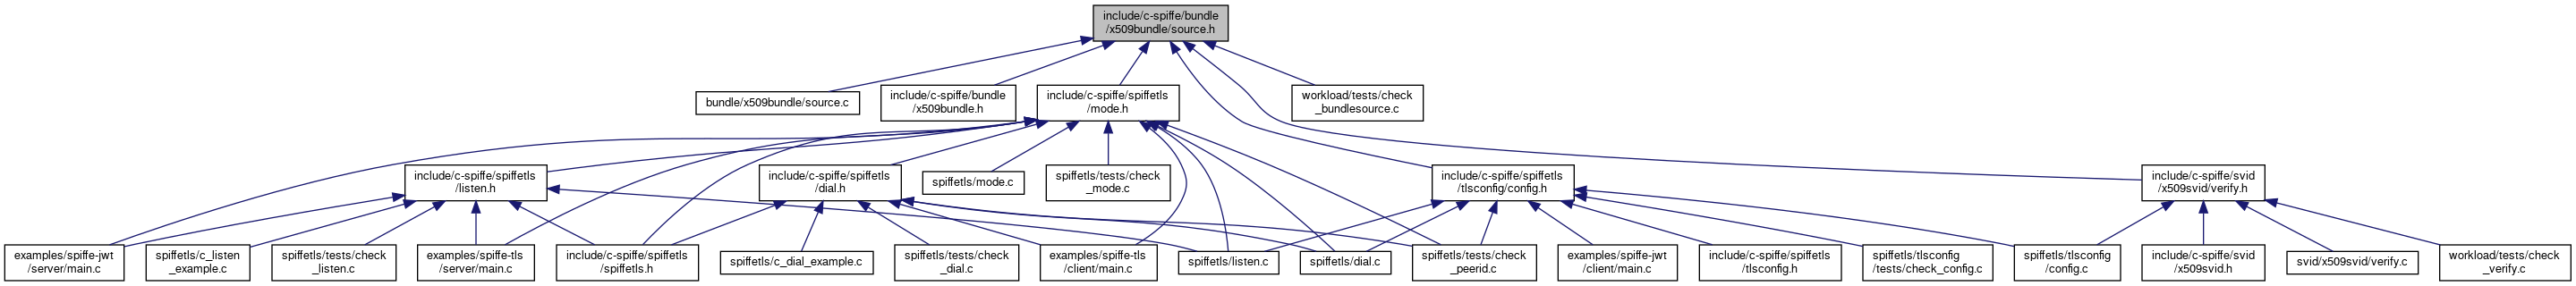 include/c-spiffe/bundle
/x509bundle/source.h
bundle/x509bundle/source.c
include/c-spiffe/bundle
/x509bundle.h
include/c-spiffe/spiffetls
/mode.h
workload/tests/check
_bundlesource.c
include/c-spiffe/spiffetls
/listen.h
include/c-spiffe/spiffetls
/dial.h
spiffetls/mode.c
spiffetls/tests/check
_mode.c
include/c-spiffe/spiffetls
/tlsconfig/config.h
include/c-spiffe/svid
/x509svid/verify.h
examples/spiffe-jwt
/server/main.c
spiffetls/c_listen
_example.c
spiffetls/tests/check
_listen.c
examples/spiffe-tls
/server/main.c
include/c-spiffe/spiffetls
/spiffetls.h
spiffetls/c_dial_example.c
spiffetls/tests/check
_dial.c
examples/spiffe-tls
/client/main.c
spiffetls/listen.c
spiffetls/dial.c
spiffetls/tests/check
_peerid.c
examples/spiffe-jwt
/client/main.c
include/c-spiffe/spiffetls
/tlsconfig.h
spiffetls/tlsconfig
/tests/check_config.c
spiffetls/tlsconfig
/config.c
include/c-spiffe/svid
/x509svid.h
svid/x509svid/verify.c
workload/tests/check
_verify.c